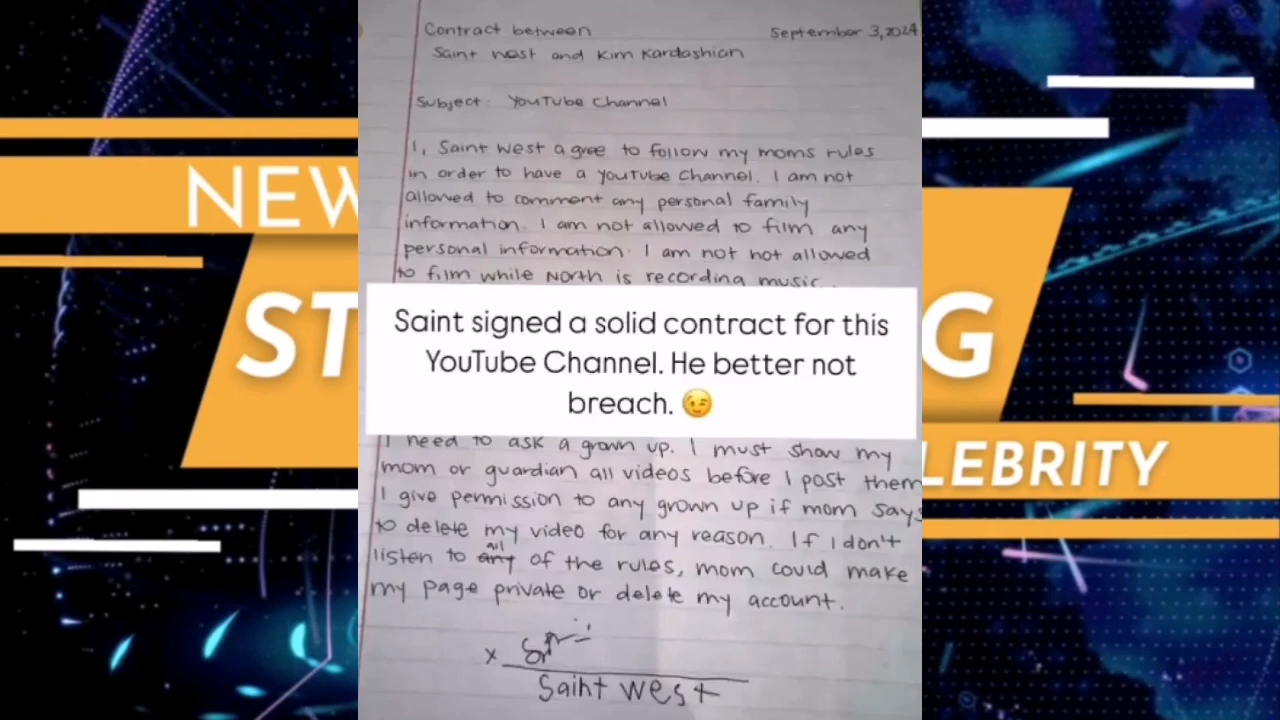 Contract between
September 3, 2024
Saint West and Kim Kardashian
Subject: YouTube Channel
I, Saint West agree to follow my moms rules
in order to have a YouTube Channel. I am not
allowed to comment any personal family
information. I am not allowed to film any
personal information. I am not not allowed
to film while North is recording music.
Saint signed a solid contract for this
YouTube Channel. He better not
breach. 😉
I need to ask a grown up. I must show my
mom or guardian all videos before I post them
I give permission to any grown up if mom says
to delete my video for any reason. If I don't
all
listen to any of the rules, mom could make
my page private or delete my account.
x
Saint West
NEW
ST
G
LEBRITY